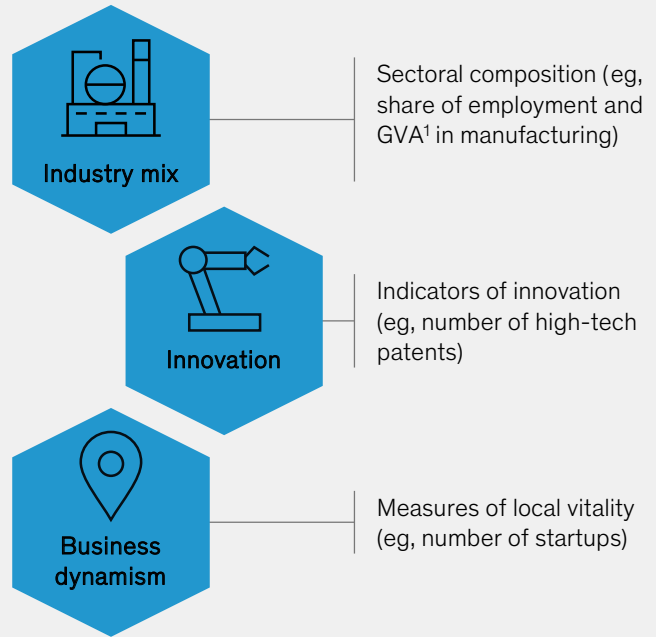 Industry mix
Sectoral composition (eg,
share of employment and
GVA¹ in manufacturing)
Innovation
Indicators of innovation
(eg, number of high-tech
patents)
Business
dynamism
Measures of local vitality
(eg, number of startups)